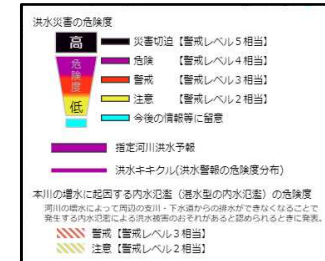 洪水災害の危険度
高 災害切迫【警戒レベル5相当】
危険度 危険 【警戒レベル4相当】
警戒 【警戒レベル3相当】
低 注意 【警戒レベル2相当】
今後の情報等に留意
指定河川洪水予報
洪水キキクル(洪水警報の危険度分布)
本川の増水に起因する内水氾濫(湛水型の内水氾濫)の危険度
河川の増水によって周辺の支川・下水道からの排水ができなくなることで
発生する内水氾濫による浸水被害のおそれがあると認められるときに発表。
警戒【警戒レベル3相当】
注意【警戒レベル2相当】